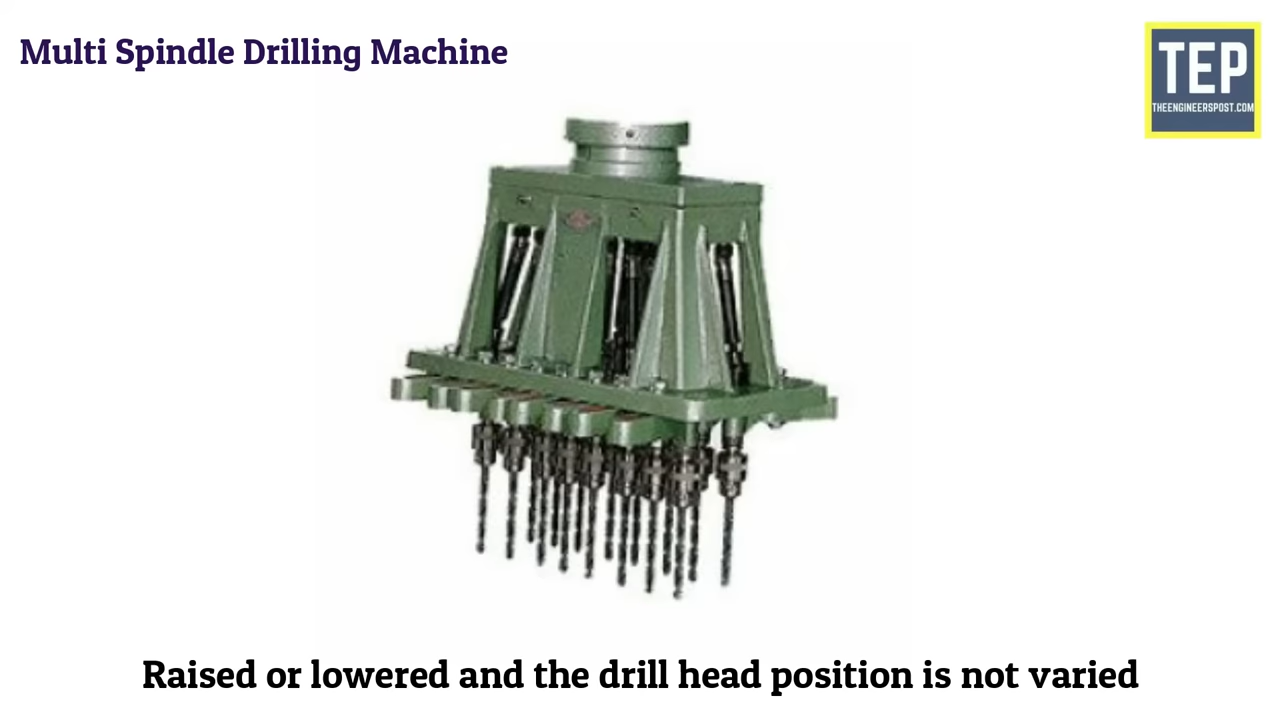 Multi Spindle Drilling Machine
TEP
THEENGINEERSPOST.COM
Raised or lowered and the drill head position is not varied